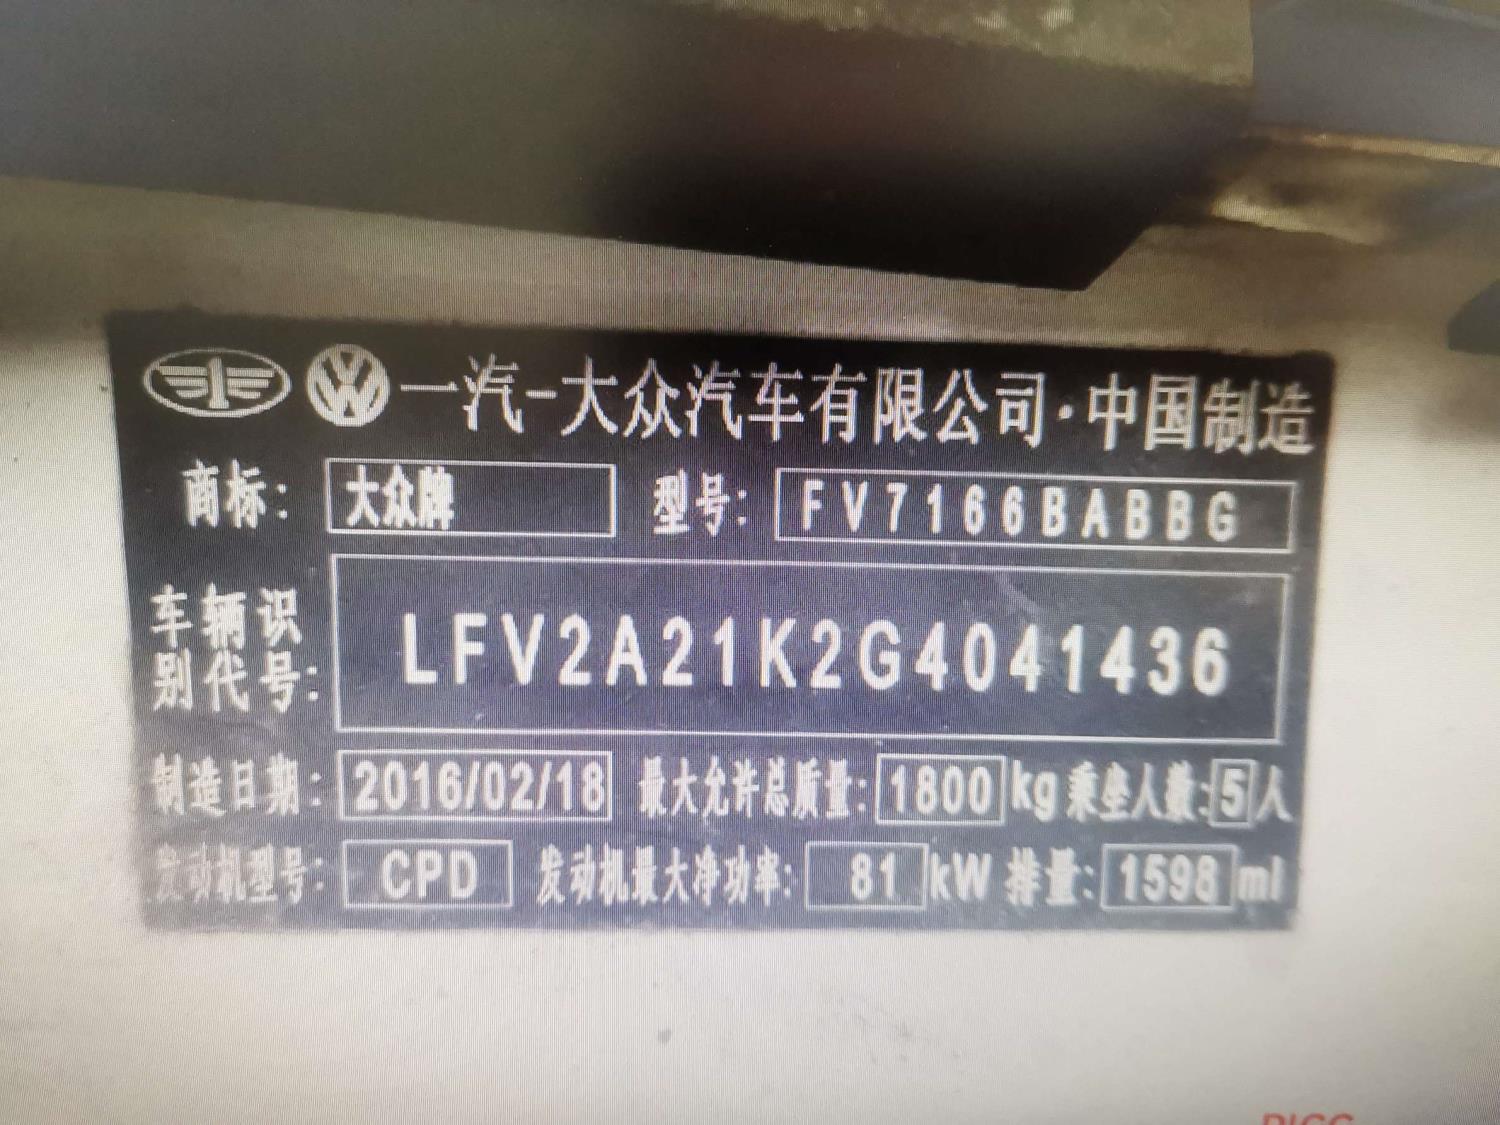 一汽-大众汽车有限公司·中国制造
商标: 大众牌 型号: FV7166BABBG
车辆识
别代号: LFV2A21K2G4041436
制造日期: 2016/02/18 最大允许总质量: 1800 kg 乘坐人数: 5 人
发动机型号: CPD 发动机最大净功率: 81 kW 排量: 1598 ml